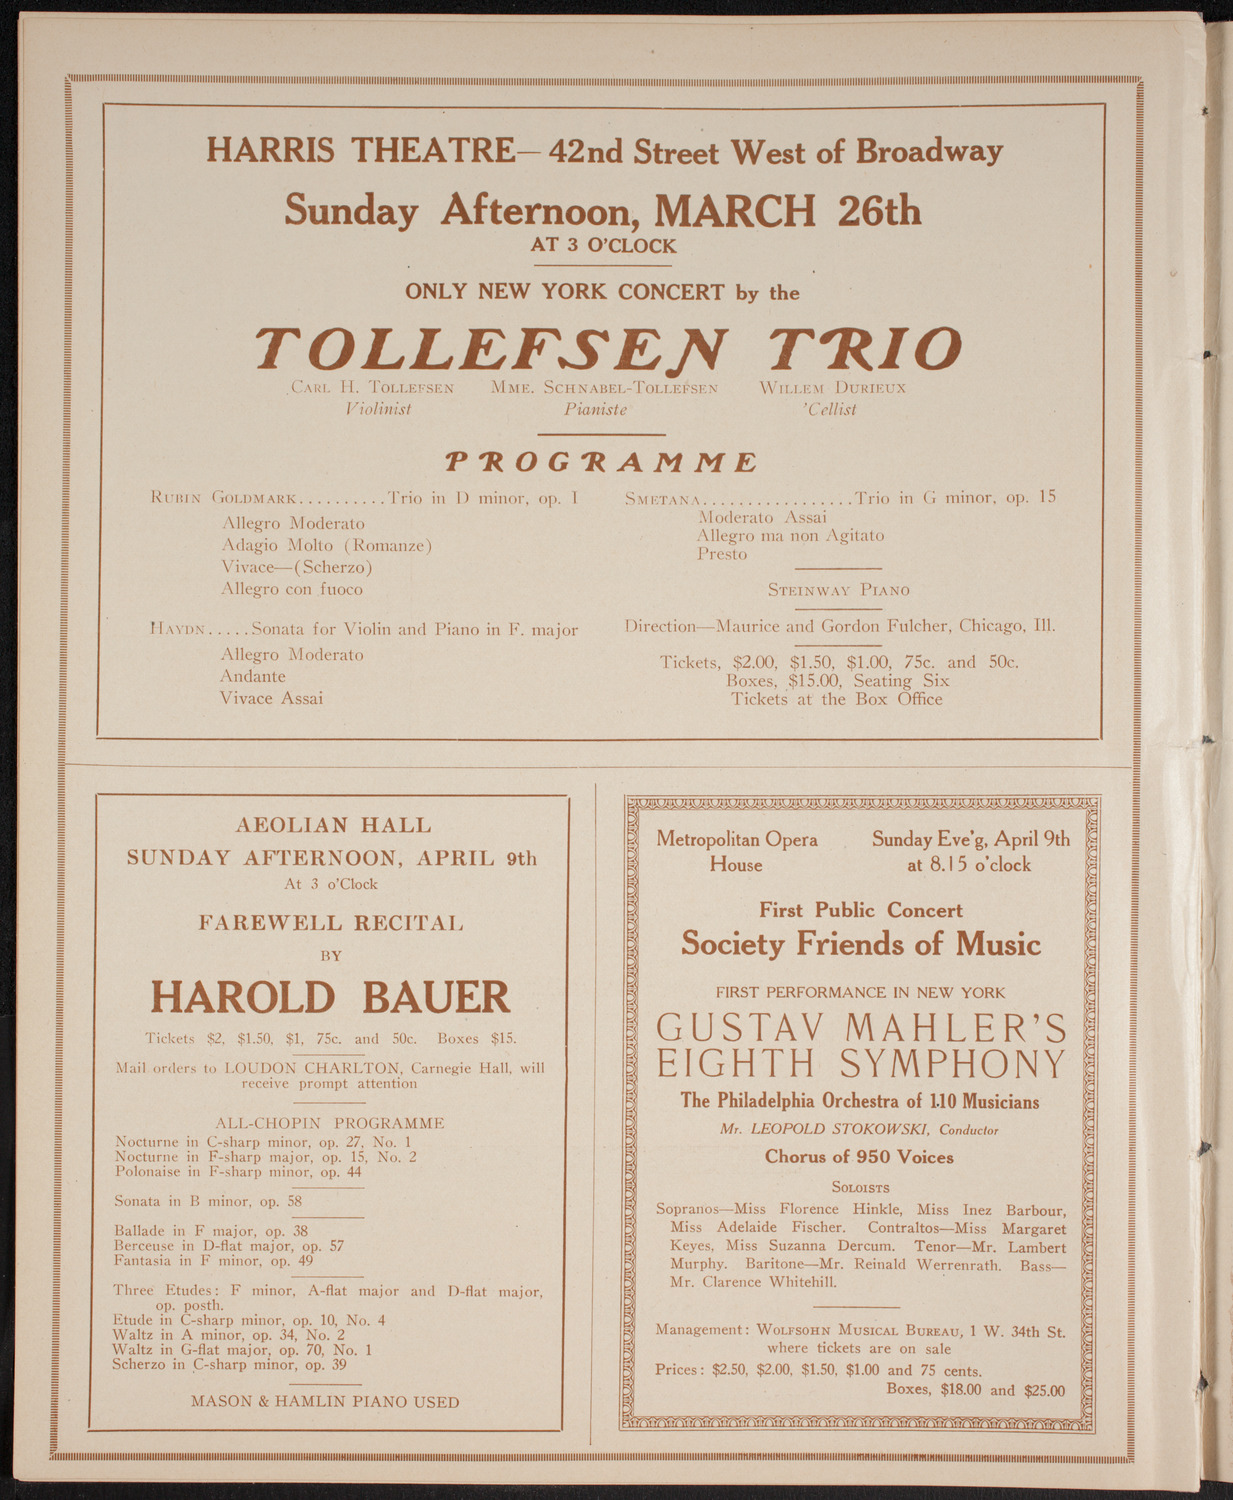 HARRIS THEATRE—42nd Street West of Broadway
Sunday Afternoon, MARCH 26th
AT 3 O'CLOCK
ONLY NEW YORK CONCERT by the
TOLLEFSEN TRIO
CARL H. TOLLEFSEN MME. SCHNABEL-TOLLEFSEN WILLEM DURIEUX
Violinist Pianiste 'Cellist
PROGRAMME
RUBIN GOLDMARK..........Trio in D minor, op. 1
Allegro Moderato
Adagio Molto (Romanze)
Vivace—(Scherzo)
Allegro con fuoco
HAYDN.....Sonata for Violin and Piano in F. major
Allegro Moderato
Andante
Vivace Assai
SMETANA.................Trio in G minor, op. 15
Moderato Assai
Allegro ma non Agitato
Presto
STEINWAY PIANO
Direction—Maurice and Gordon Fulcher, Chicago, Ill.
Tickets, $2.00, $1.50, $1.00, 75c. and 50c.
Boxes, $15.00, Seating Six
Tickets at the Box Office
AEOLIAN HALL
SUNDAY AFTERNOON, APRIL 9th
At 3 o'Clock
FAREWELL RECITAL
BY
HAROLD BAUER
Tickets $2, $1.50, $1, 75c. and 50c. Boxes $15.
Mail orders to LOUDON CHARLTON, Carnegie Hall, will
receive prompt attention
ALL-CHOPIN PROGRAMME
Nocturne in C-sharp minor, op. 27, No. 1
Nocturne in F-sharp major, op. 15, No. 2
Polonaise in F-sharp minor, op. 44
Sonata in B minor, op. 58
Ballade in F major, op. 38
Berceuse in D-flat major, op. 57
Fantasia in F minor, op. 49
Three Etudes: F minor, A-flat major and D-flat major,
op. posth.
Etude in C-sharp minor, op. 10, No. 4
Waltz in A minor, op. 34, No. 2
Waltz in G-flat major, op. 70, No. 1
Scherzo in C-sharp minor, op. 39
MASON & HAMLIN PIANO USED
Metropolitan Opera Sunday Eve'g, April 9th
House at 8.15 o'clock
First Public Concert
Society Friends of Music
FIRST PERFORMANCE IN NEW YORK
GUSTAV MAHLER'S
EIGHTH SYMPHONY
The Philadelphia Orchestra of 110 Musicians
Mr. LEOPOLD STOKOWSKI, Conductor
Chorus of 950 Voices
SOLOISTS
Sopranos—Miss Florence Hinkle, Miss Inez Barbour,
Miss Adelaide Fischer. Contraltos—Miss Margaret
Keyes, Miss Suzanna Dercum. Tenor—Mr. Lambert
Murphy. Baritone—Mr. Reinald Werrenrath. Bass—
Mr. Clarence Whitehill.
Management: WOLFSOHN MUSICAL BUREAU, 1 W. 34th St.
where tickets are on sale
Prices: $2.50, $2.00, $1.50, $1.00 and 75 cents.
Boxes, $18.00 and $25.00